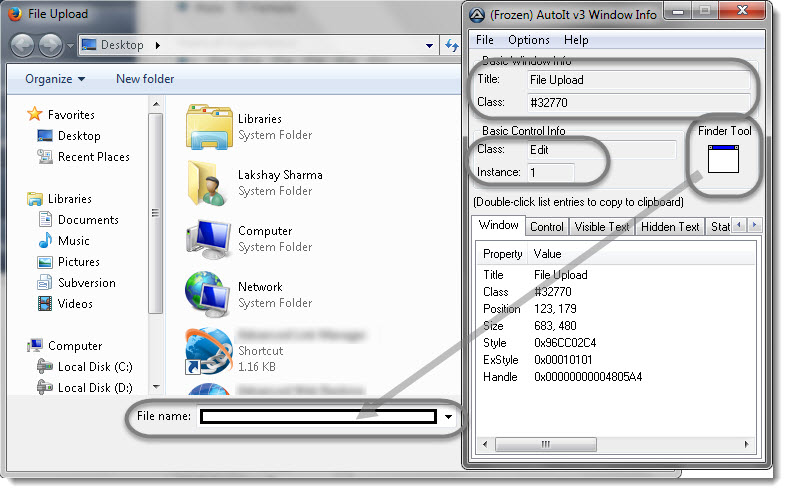 File Upload
Desktop
Organize
New folder
Favorites
Desktop
Recent Places
Libraries
Documents
Music
Pictures
Subversion
Videos
Computer
Local Disk (C:)
Local Disk (D:)
Libraries
System Folder
Lakshay Sharma
System Folder
Computer
System Folder
Network
System Folder
Shortcut
1.16 KB
File name:
(Frozen) AutoIt v3 Window Info
File Options Help
Basic Window Info
Title: File Upload
Class: #32770
Basic Control Info
Class: Edit
Instance: 1
Finder Tool
(Double-click list entries to copy to clipboard)
Window Control Visible Text Hidden Text Stat
Property Value
Title File Upload
Class #32770
Position 123, 179
Size 683, 480
Style 0x96CC02C4
ExStyle 0x00010101
Handle 0x00000000004805A4